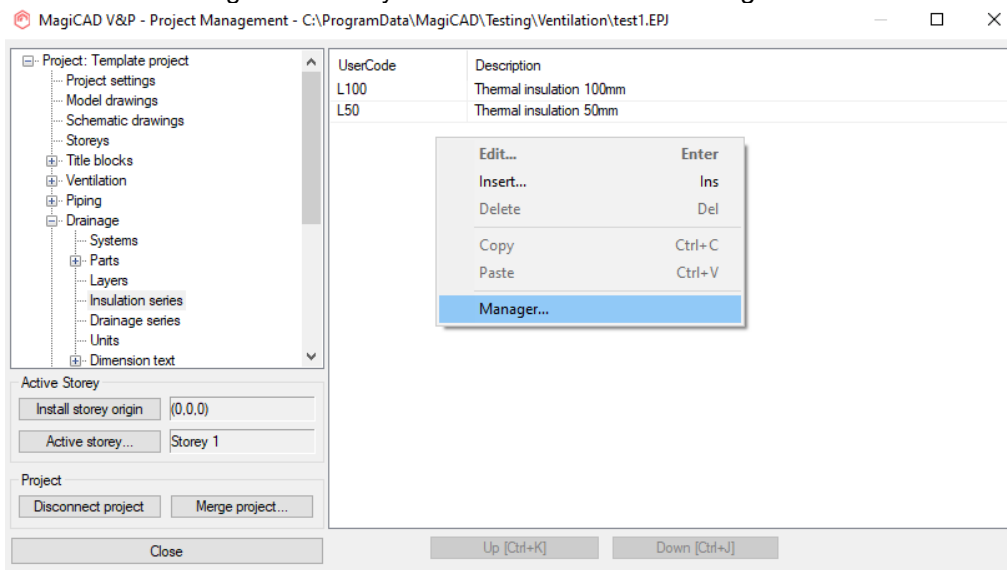 MagiCAD V&P - Project Management - C:\ProgramData\MagiCAD\Testing\Ventilation\test1.EPJ
Project: Template project
Project settings
Model drawings
Schematic drawings
Storeys
Title blocks
Ventilation
Piping
Drainage
Systems
Parts
Layers
Insulation series
Drainage series
Units
Dimension text
UserCode Description
L100 Thermal insulation 100mm
L50 Thermal insulation 50mm
Edit... Enter
Insert... Ins
Delete Del
Copy Ctrl+C
Paste Ctrl+V
Manager...
Active Storey
Install storey origin (0,0,0)
Active storey... Storey 1
Project
Disconnect project Merge project...
Close
Up [Ctrl+K] Down [Ctrl+J]